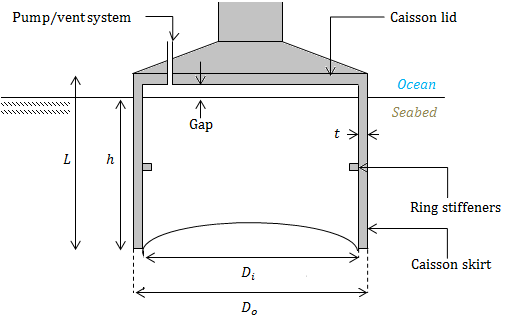 Pump/vent system
Caisson lid
Ocean
Seabed
Gap
t
L
h
Ring stiffeners
Caisson skirt
Dᵢ
Dₒ